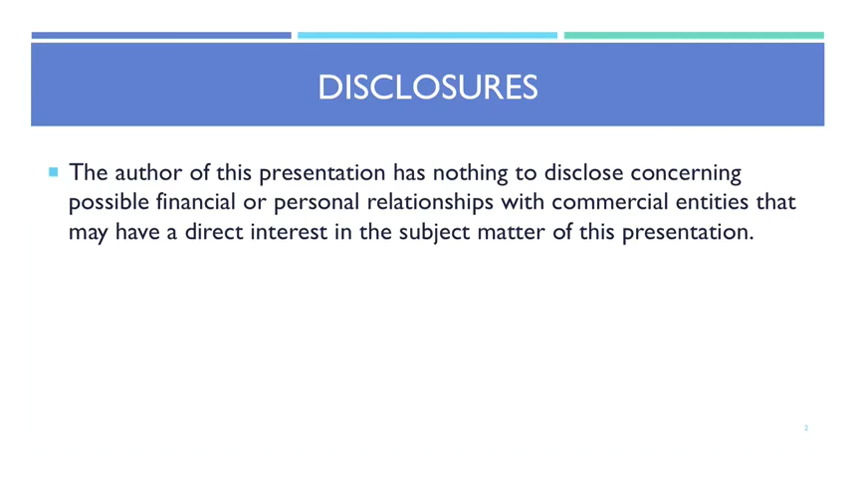 DISCLOSURES
The author of this presentation has nothing to disclose concerning
possible financial or personal relationships with commercial entities that
may have a direct interest in the subject matter of this presentation.
2